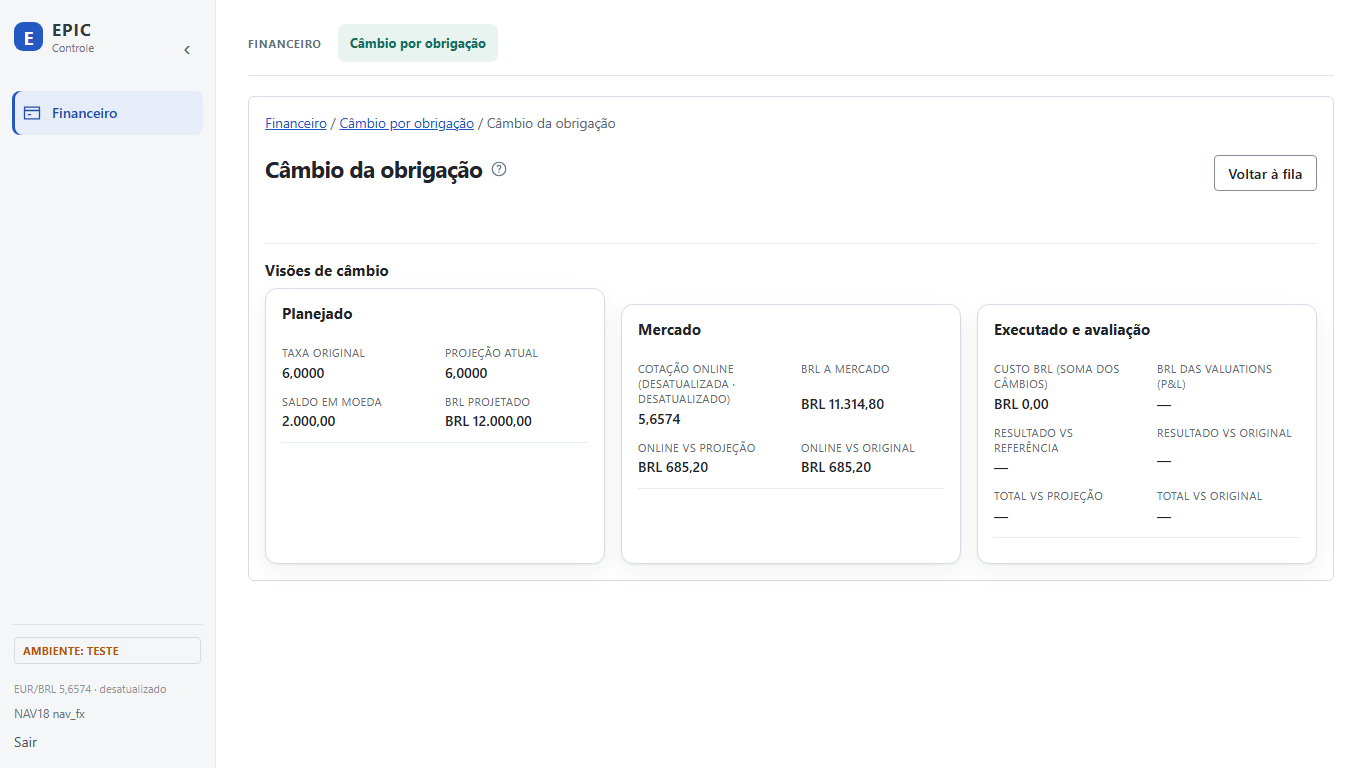 E
EPIC
Controle
Financeiro
AMBIENTE: TESTE
EUR/BRL 5,6574 · desatualizado
NAV18 nav_fx
Sair
FINANCEIRO
Câmbio por obrigação
Financeiro / Câmbio por obrigação / Câmbio da obrigação
Câmbio da obrigação ?
Voltar à fila
Visões de câmbio
Planejado
TAXA ORIGINAL
6,0000
PROJEÇÃO ATUAL
6,0000
SALDO EM MOEDA
2.000,00
BRL PROJETADO
BRL 12.000,00
Mercado
COTAÇÃO ONLINE
(DESATUALIZADA ·
DESATUALIZADO)
5,6574
BRL A MERCADO
BRL 11.314,80
ONLINE VS PROJEÇÃO
BRL 685,20
ONLINE VS ORIGINAL
BRL 685,20
Executado e avaliação
CUSTO BRL (SOMA DOS
CÂMBIOS)
BRL 0,00
BRL DAS VALUATIONS
(P&L)
—
RESULTADO VS
REFERÊNCIA
—
RESULTADO VS ORIGINAL
—
TOTAL VS PROJEÇÃO
—
TOTAL VS ORIGINAL
—